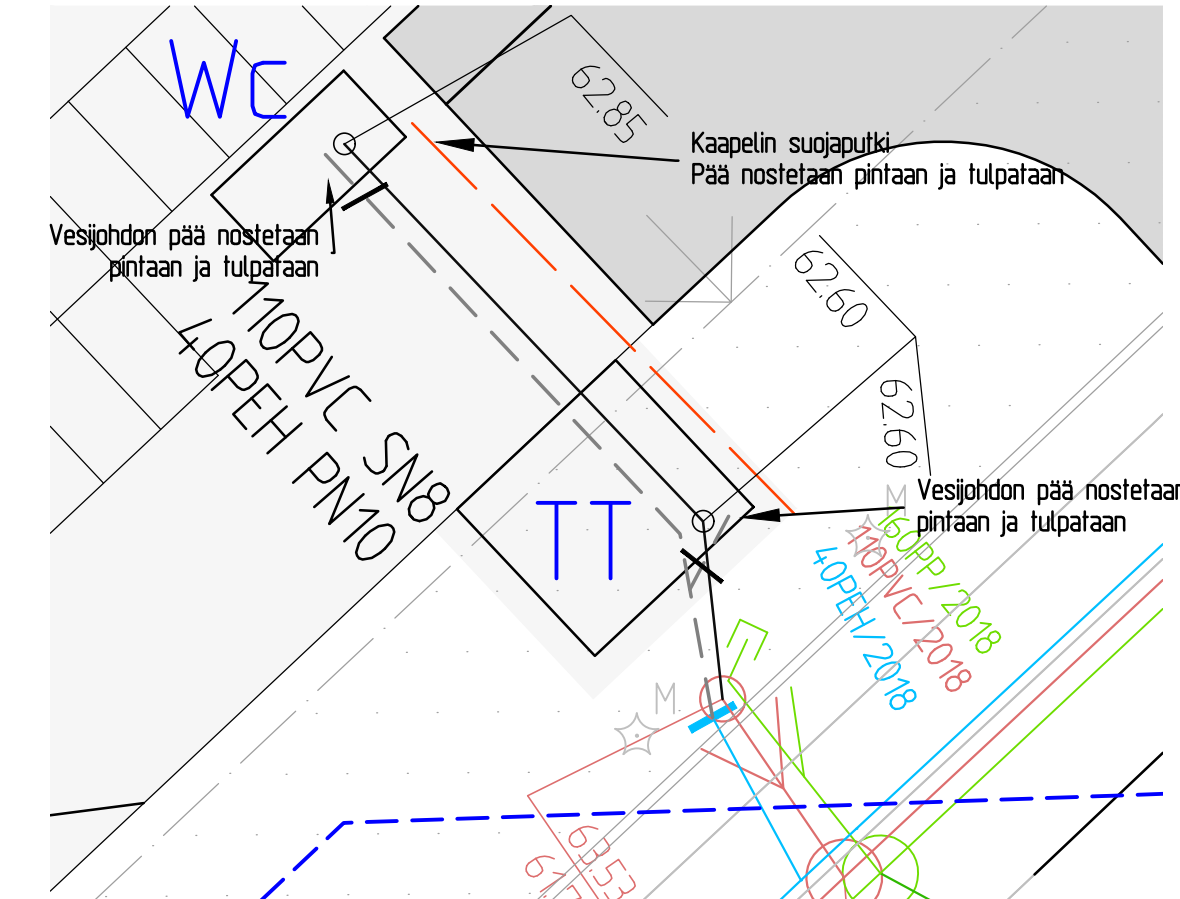 WC
62.85
Kaapelin suojaputki
Pää nostetaan pintaan ja tulpataan
Vesijohdon pää nostetaan
pintaan ja tulpataan
62.60
110PVC SN8
40PEH PN10
62.60
TT
M
Vesijohdon pää nostetaan
pintaan ja tulpataan
160PP/2018
110PVC/2018
40PEH/2018
M
63.53